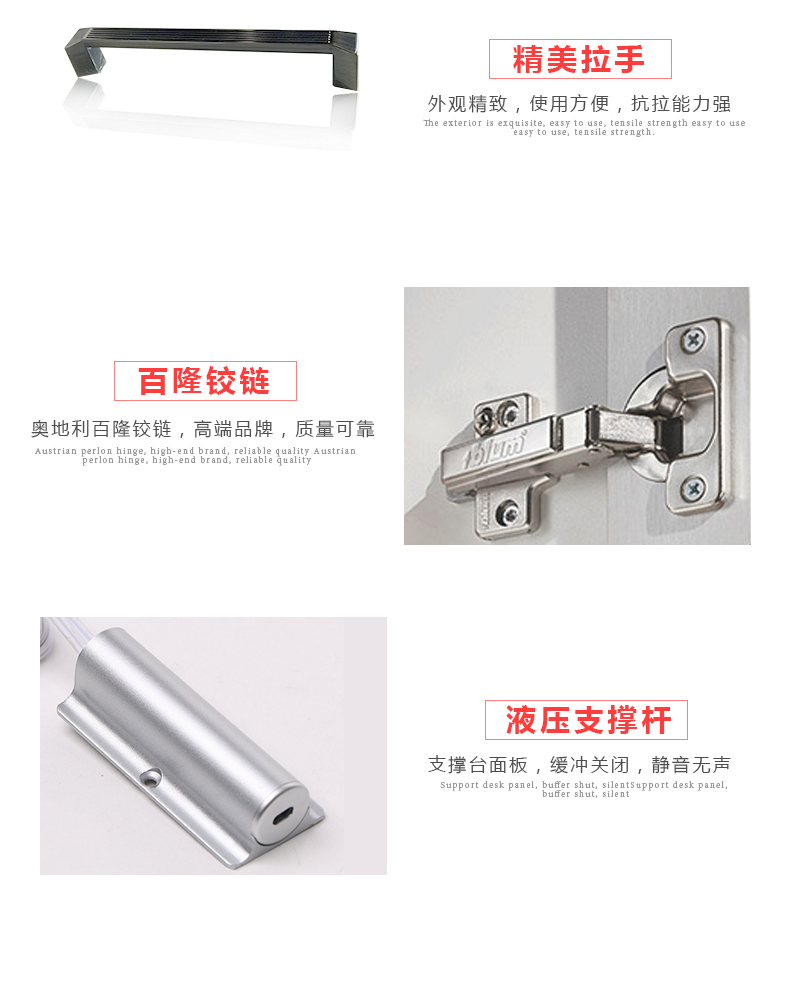 精美拉手
外观精致，使用方便，抗拉能力强
The exterior is exquisite, easy to use, tensile strength easy to use
easy to use, tensile strength.
百隆铰链
奥地利百隆铰链，高端品牌，质量可靠
Austrian perlon hinge, high-end brand, reliable quality Austrian
perlon hinge, high-end brand, reliable quality
blum
液压支撑杆
支撑台面板，缓冲关闭，静音无声
Support desk panel, buffer shut, silentSupport desk panel,
buffer shut, silent